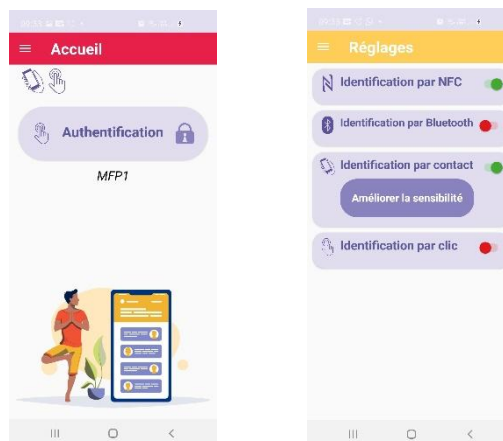 Accueil
Authentification
MFP1
Réglages
Identification par NFC
Identification par Bluetooth
Identification par contact
Améliorer la sensibilité
Identification par clic